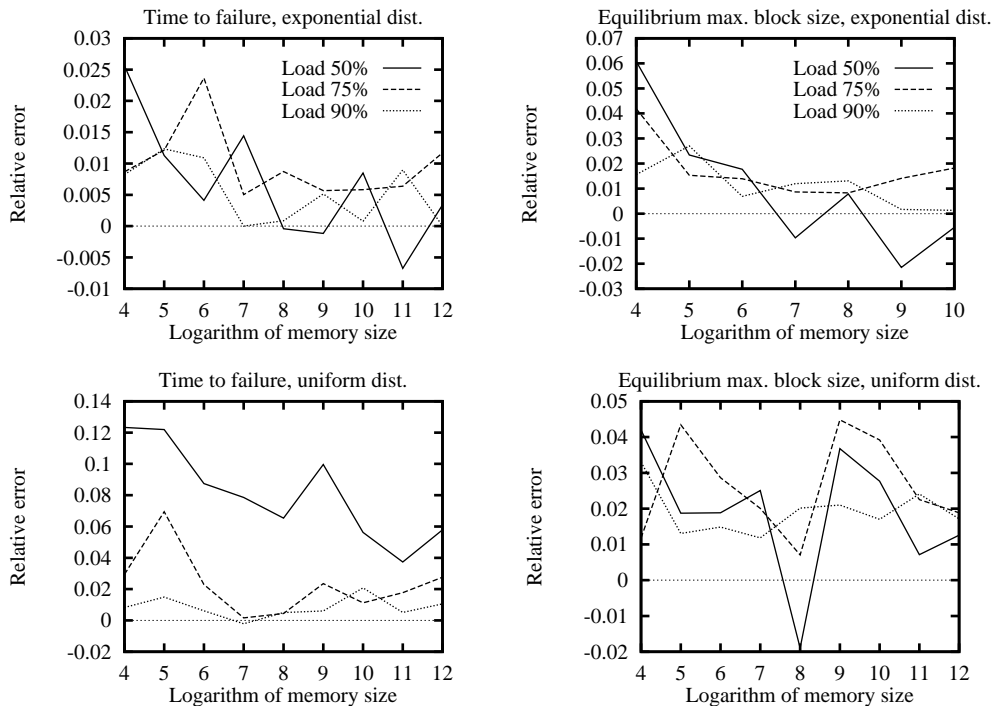 Time to failure, exponential dist.
0.03
0.025
0.02
0.015
0.01
0.005
0
-0.005
-0.01
Relative error
Load 50%
Load 75%
Load 90%
4 5 6 7 8 9 10 11 12
Logarithm of memory size
Equilibrium max. block size, exponential dist.
0.07
0.06
0.05
0.04
0.03
0.02
0.01
0
-0.01
-0.02
-0.03
Relative error
Load 50%
Load 75%
Load 90%
4 5 6 7 8 9 10
Logarithm of memory size
Time to failure, uniform dist.
0.14
0.12
0.1
0.08
0.06
0.04
0.02
0
-0.02
Relative error
4 5 6 7 8 9 10 11 12
Logarithm of memory size
Equilibrium max. block size, uniform dist.
0.05
0.04
0.03
0.02
0.01
0
-0.01
-0.02
Relative error
4 5 6 7 8 9 10 11 12
Logarithm of memory size